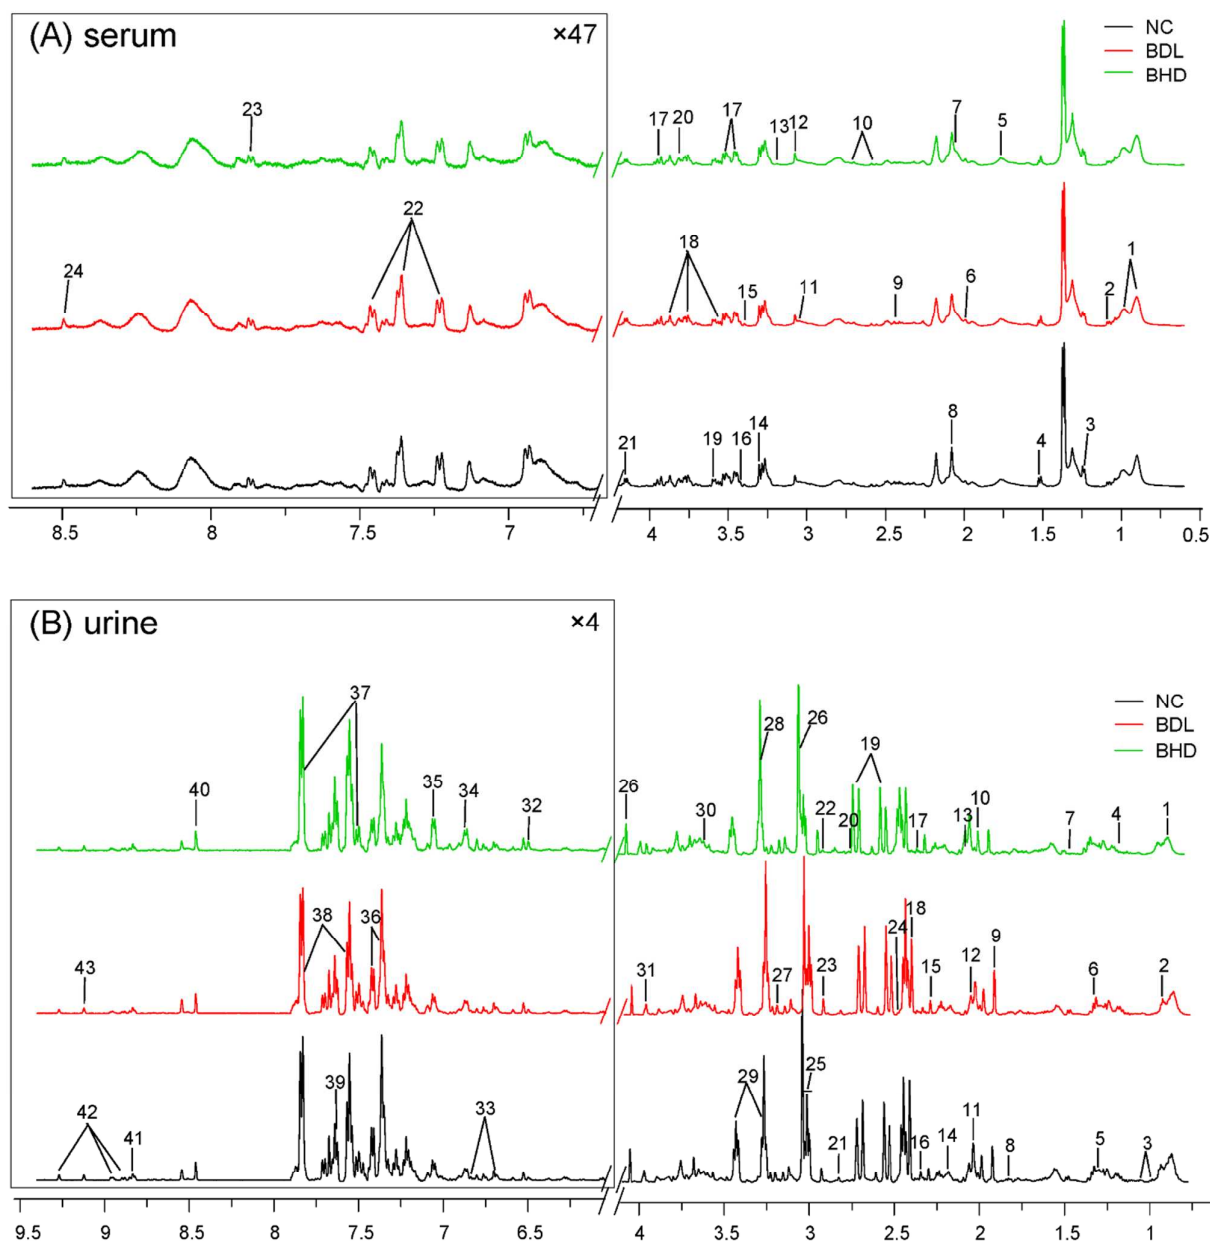 (A) serum ×47
NC
BDL
BHD
23 17 20 17 13 12 10 7 5
22 24 18 15 11 9 6 2 1
21 19 16 14 8 4 3
8.5 8 7.5 7 4 3.5 3 2.5 2 1.5 1 0.5
(B) urine ×4
NC
BDL
BHD
40 37 35 34 32 26 30 28 26 22 20 19 17 13 10 7 4 1
43 38 36 31 27 23 24 18 15 12 9 6 2
42 41 39 33 29 25 21 16 14 11 8 5 3
9.5 9 8.5 8 7.5 7 6.5 4 3.5 3 2.5 2 1.5 1